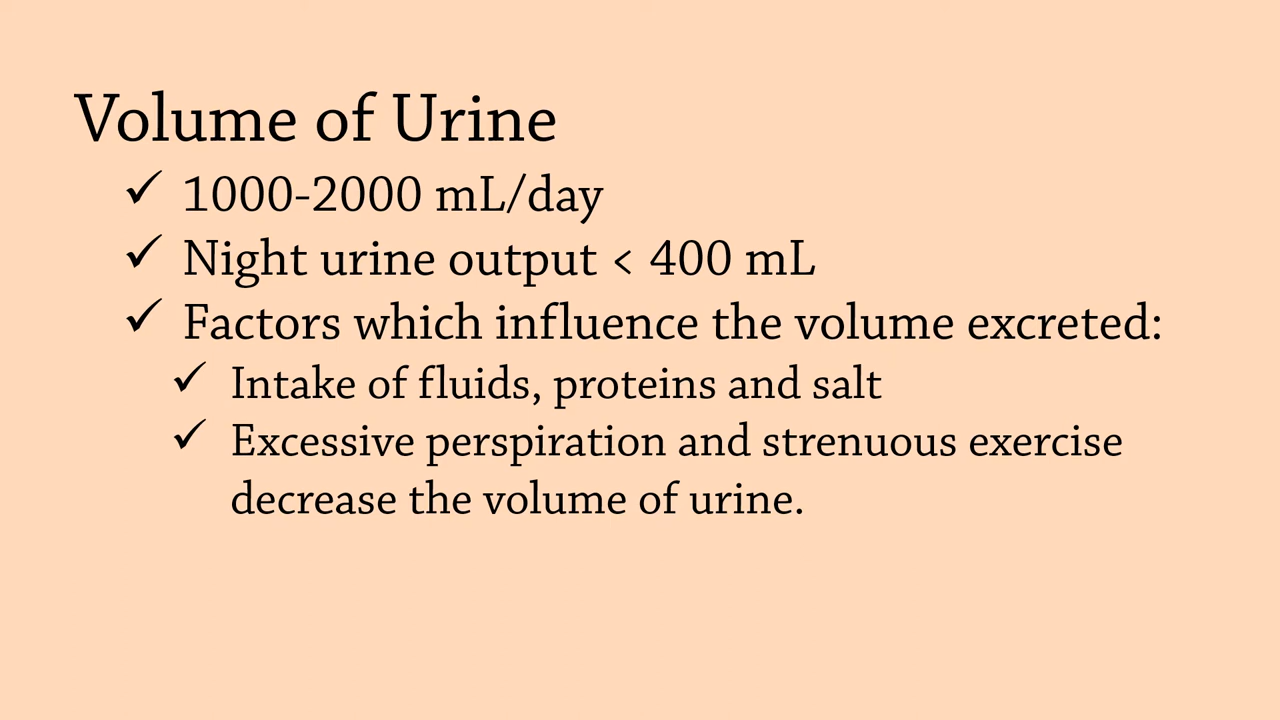 Volume of Urine
✓ 1000-2000 mL/day
✓ Night urine output < 400 mL
✓ Factors which influence the volume excreted:
✓ Intake of fluids, proteins and salt
✓ Excessive perspiration and strenuous exercise
decrease the volume of urine.